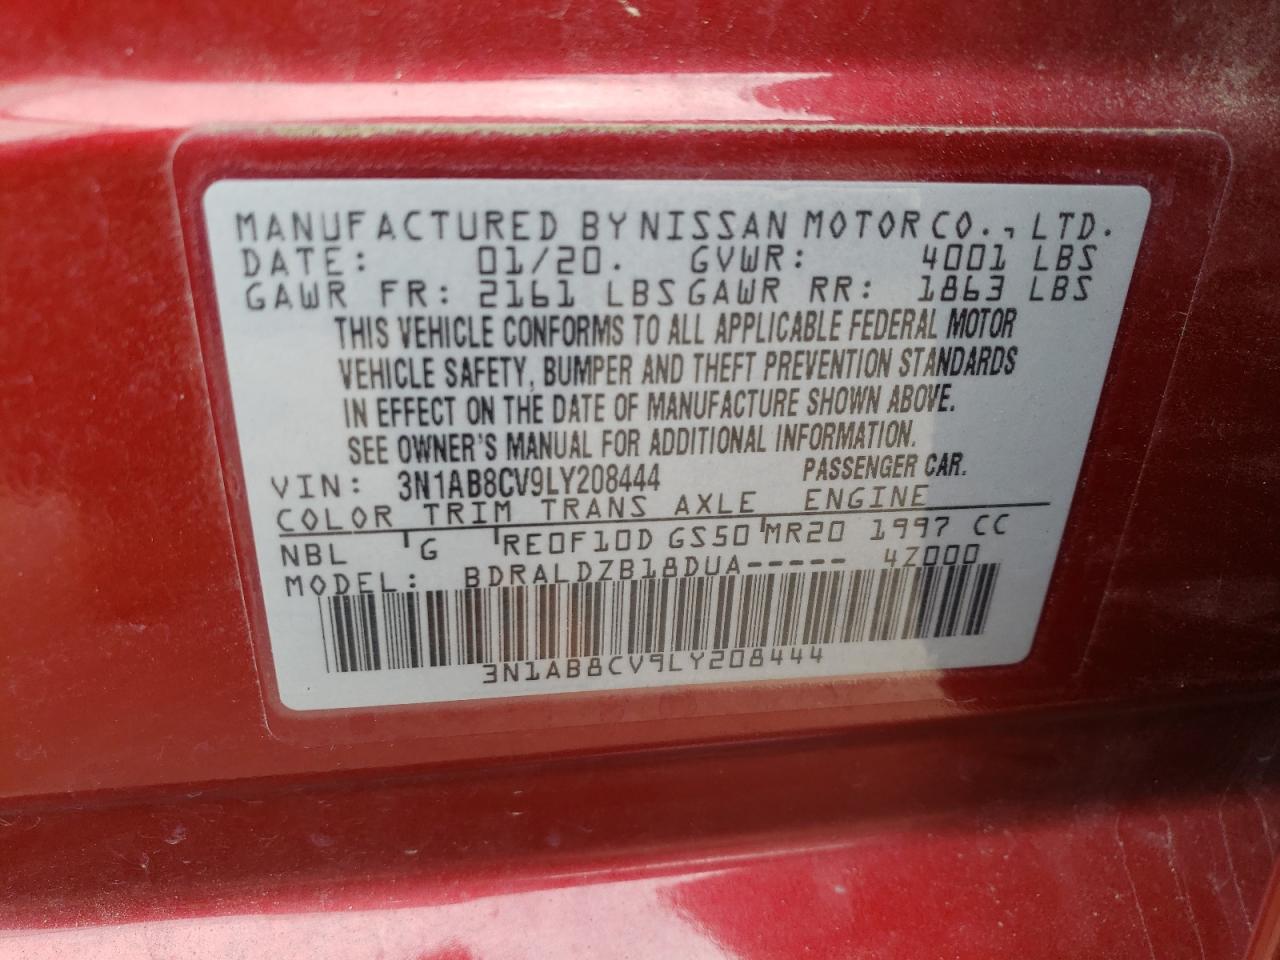 MANUFACTURED BY NISSAN MOTOR CO., LTD.
DATE: 01/20. GVWR: 4001 LBS
GAWR FR: 2161 LBS GAWR RR: 1863 LBS
THIS VEHICLE CONFORMS TO ALL APPLICABLE FEDERAL MOTOR
VEHICLE SAFETY, BUMPER AND THEFT PREVENTION STANDARDS
IN EFFECT ON THE DATE OF MANUFACTURE SHOWN ABOVE.
SEE OWNER'S MANUAL FOR ADDITIONAL INFORMATION.
VIN: 3N1AB8CV9LY208444 PASSENGER CAR.
COLOR TRIM TRANS AXLE ENGINE
NBL G RE0F10D GS50 MR20 1997 CC
MODEL: BDRALDZB18DUA----- 4Z000
3N1AB8CV9LY208444